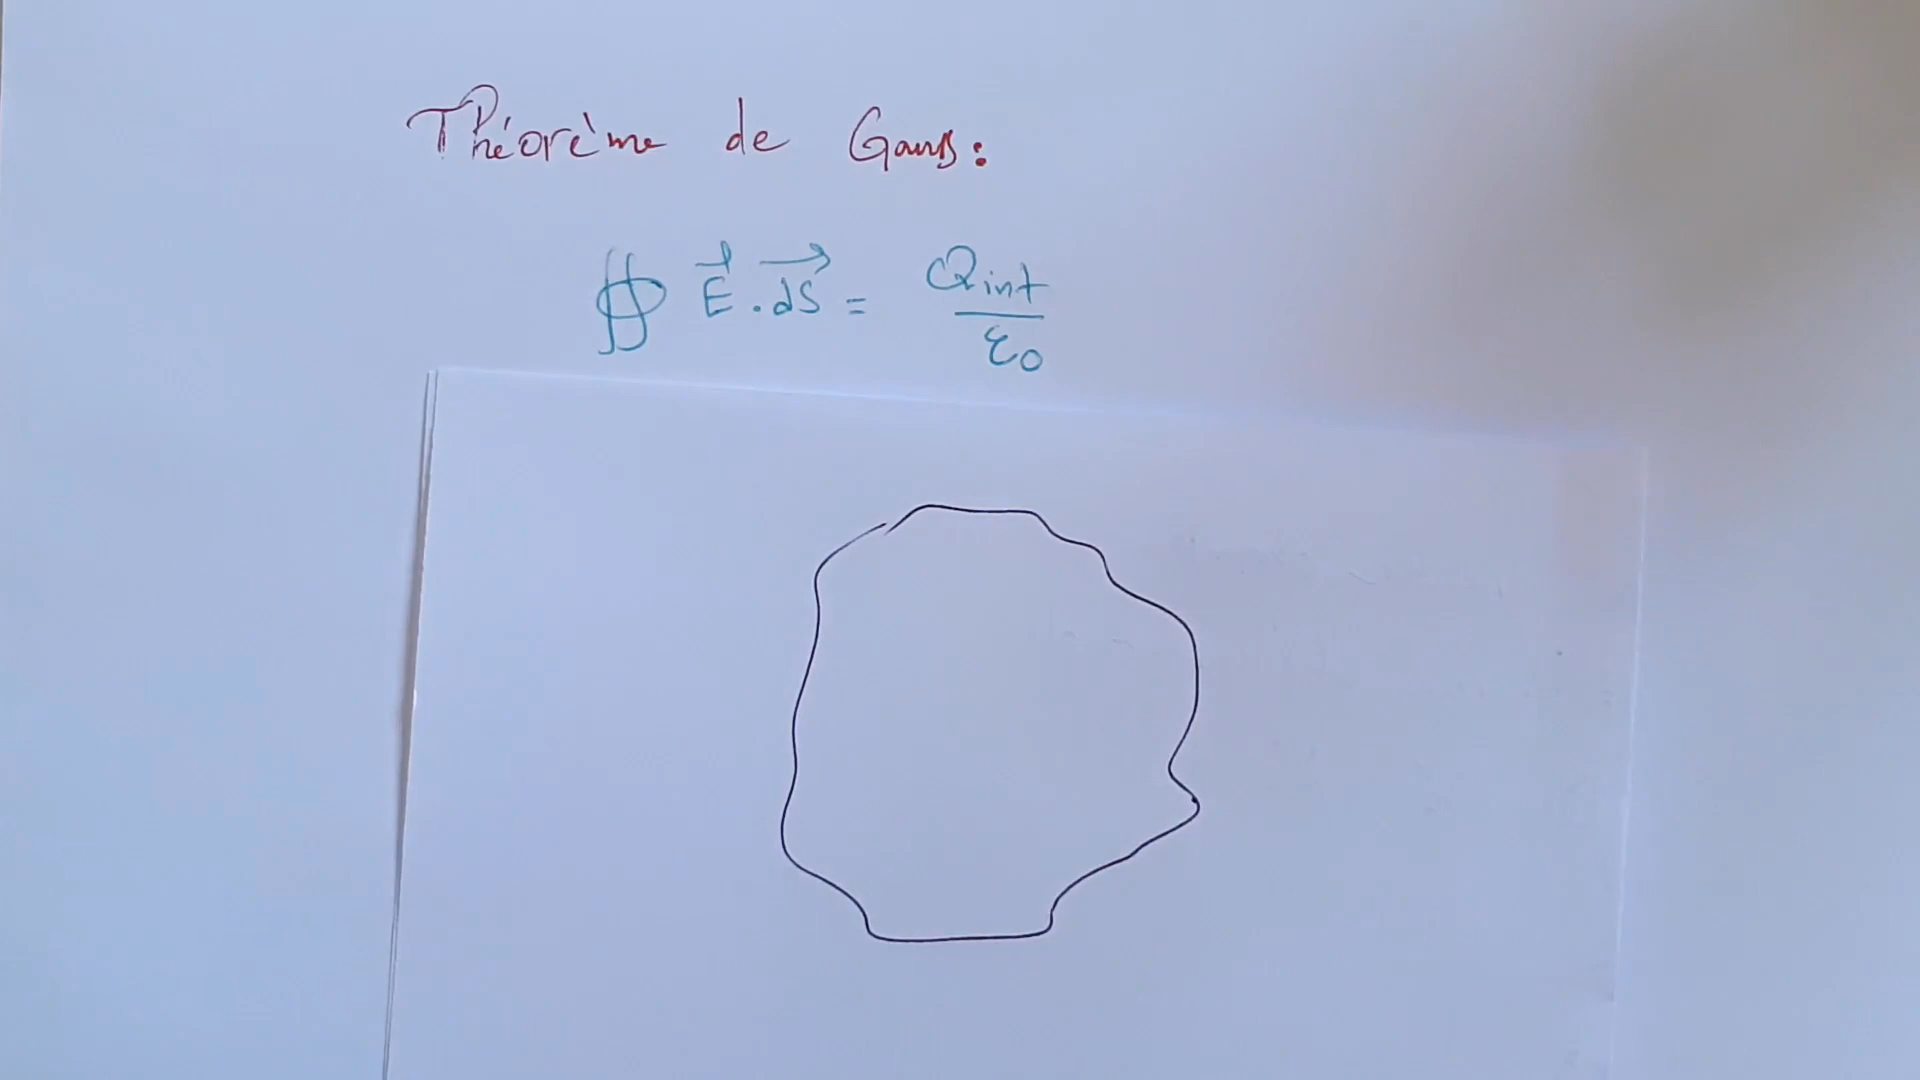 Théorème de Gauss :
∯ E⃗ . dS⃗ = Qint / ε0